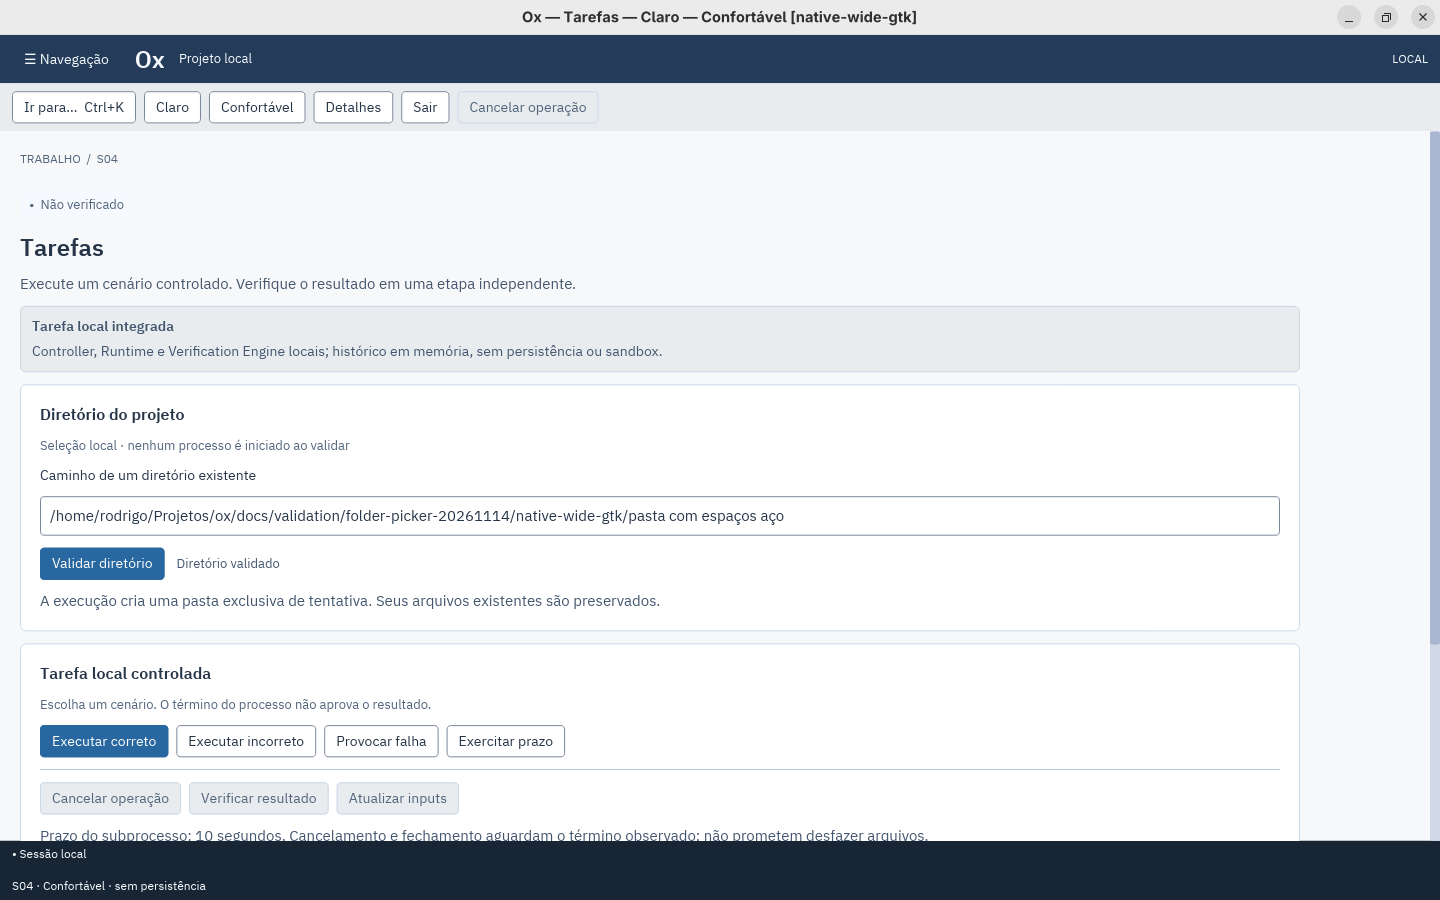 Ox — Tarefas — Claro — Confortável [native-wide-gtk]
☰ Navegação Ox Projeto local LOCAL
Ir para... Ctrl+K Claro Confortável Detalhes Sair Cancelar operação
TRABALHO / S04
• Não verificado
Tarefas
Execute um cenário controlado. Verifique o resultado em uma etapa independente.
Tarefa local integrada
Controller, Runtime e Verification Engine locais; histórico em memória, sem persistência ou sandbox.
Diretório do projeto
Seleção local · nenhum processo é iniciado ao validar
Caminho de um diretório existente
/home/rodrigo/Projetos/ox/docs/validation/folder-picker-20261114/native-wide-gtk/pasta com espaços aço
Validar diretório Diretório validado
A execução cria uma pasta exclusiva de tentativa. Seus arquivos existentes são preservados.
Tarefa local controlada
Escolha um cenário. O término do processo não aprova o resultado.
Executar correto Executar incorreto Provocar falha Exercitar prazo
Cancelar operação Verificar resultado Atualizar inputs
Prazo do subprocesso: 10 segundos. Cancelamento e fechamento aguardam o término observado; não prometem desfazer arquivos.
• Sessão local
S04 · Confortável · sem persistência